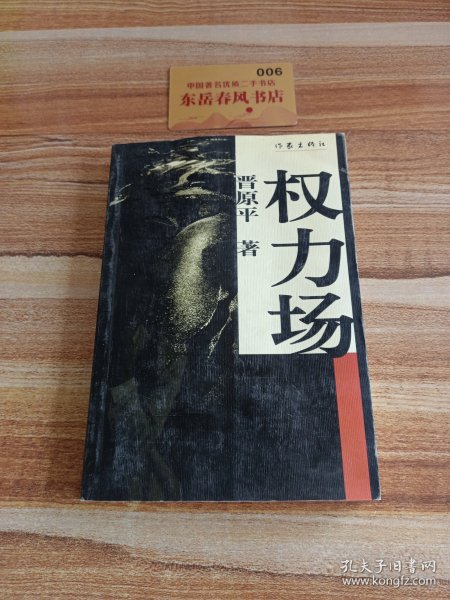 006
中国著名优质二手书店
东岳春风书店
作家出版社
权力场
晋原平 著
孔夫子旧书网
www.kongfz.com